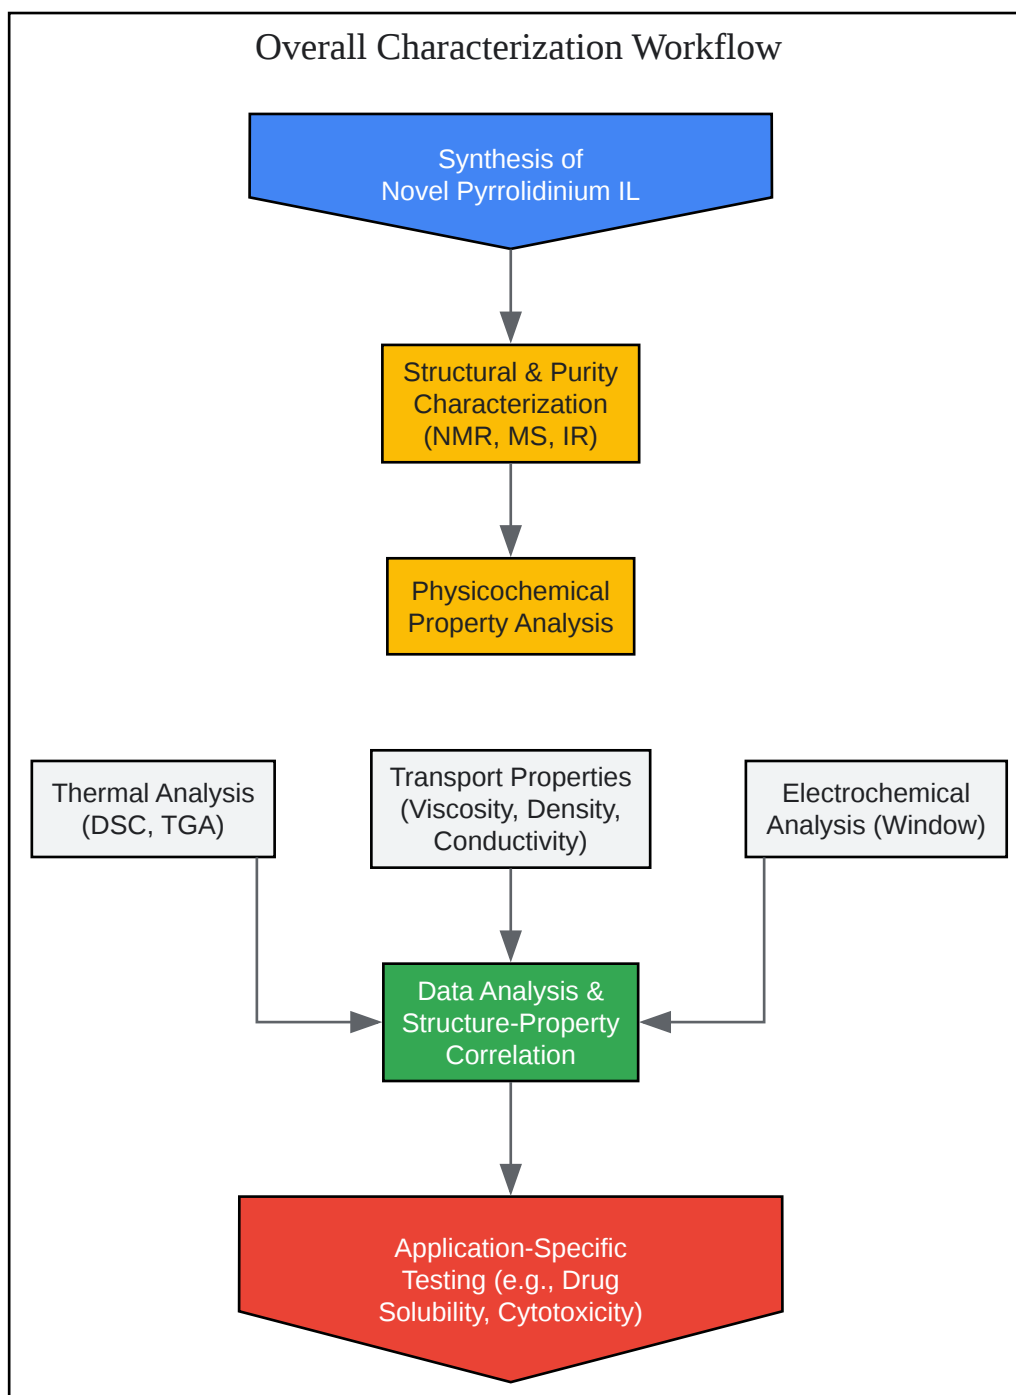 Overall Characterization Workflow
Synthesis of
Novel Pyrrolidinium IL
Structural & Purity
Characterization
(NMR, MS, IR)
Physicochemical
Property Analysis
Thermal Analysis
(DSC, TGA)
Transport Properties
(Viscosity, Density,
Conductivity)
Electrochemical
Analysis (Window)
Data Analysis &
Structure-Property
Correlation
Application-Specific
Testing (e.g., Drug
Solubility, Cytotoxicity)